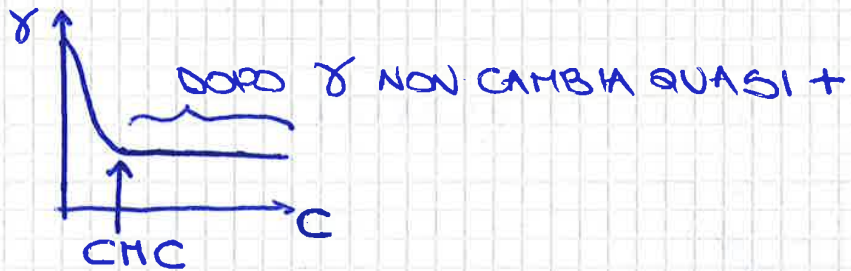 γ
DOPO γ NON CAMBIA QUASI +
C
CMC